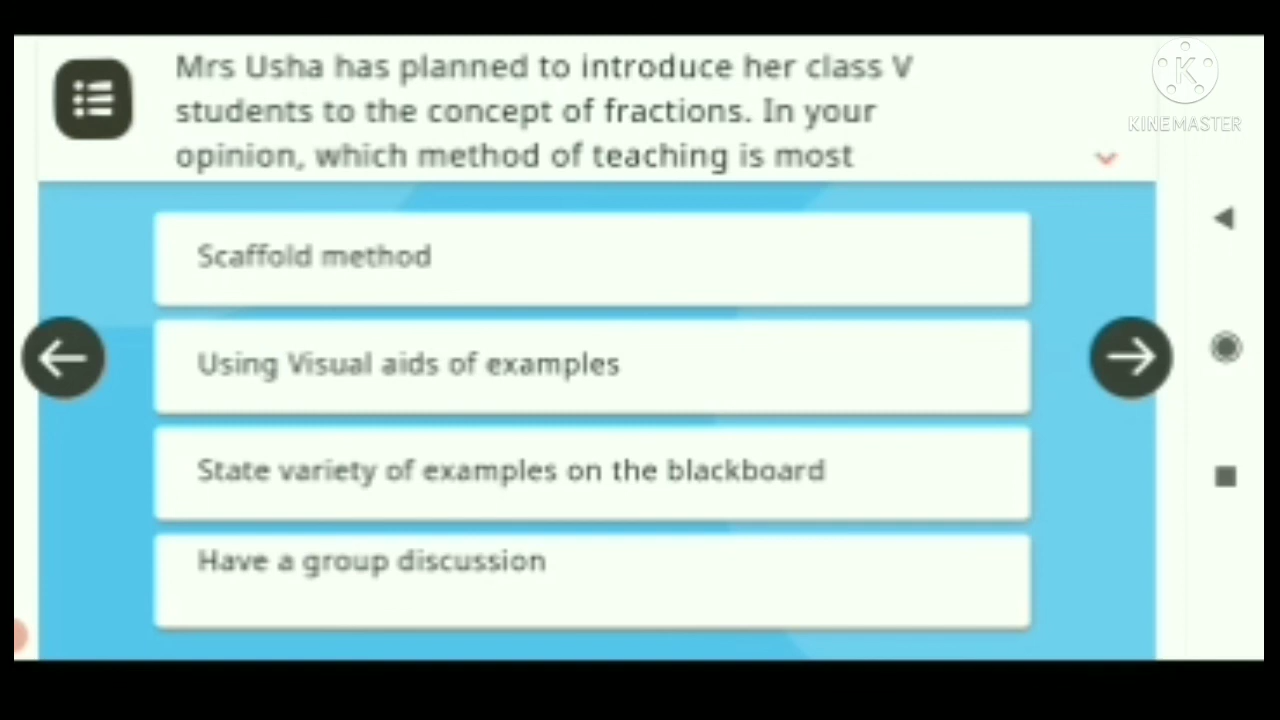 Mrs Usha has planned to introduce her class V
students to the concept of fractions. In your
opinion, which method of teaching is most
KINEMASTER
Scaffold method
Using Visual aids of examples
State variety of examples on the blackboard
Have a group discussion